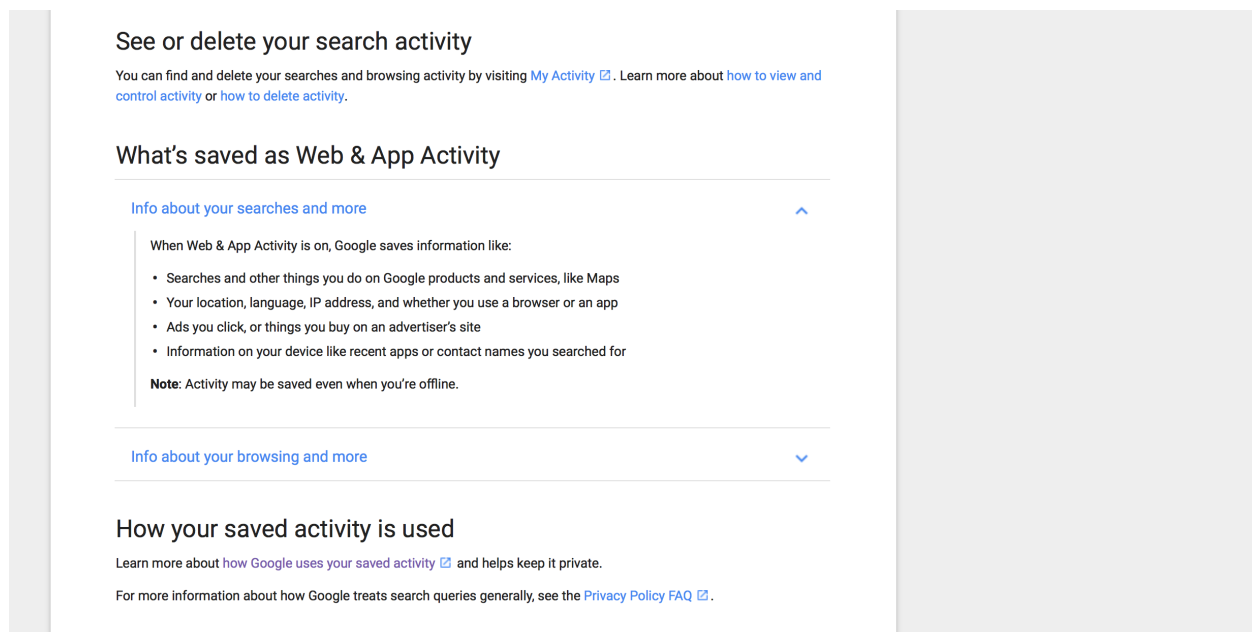 See or delete your search activity
You can find and delete your searches and browsing activity by visiting My Activity. Learn more about how to view and
control activity or how to delete activity.
What’s saved as Web & App Activity
Info about your searches and more
When Web & App Activity is on, Google saves information like:
• Searches and other things you do on Google products and services, like Maps
• Your location, language, IP address, and whether you use a browser or an app
• Ads you click, or things you buy on an advertiser’s site
• Information on your device like recent apps or contact names you searched for
Note: Activity may be saved even when you’re offline.
Info about your browsing and more
How your saved activity is used
Learn more about how Google uses your saved activity and helps keep it private.
For more information about how Google treats search queries generally, see the Privacy Policy FAQ.